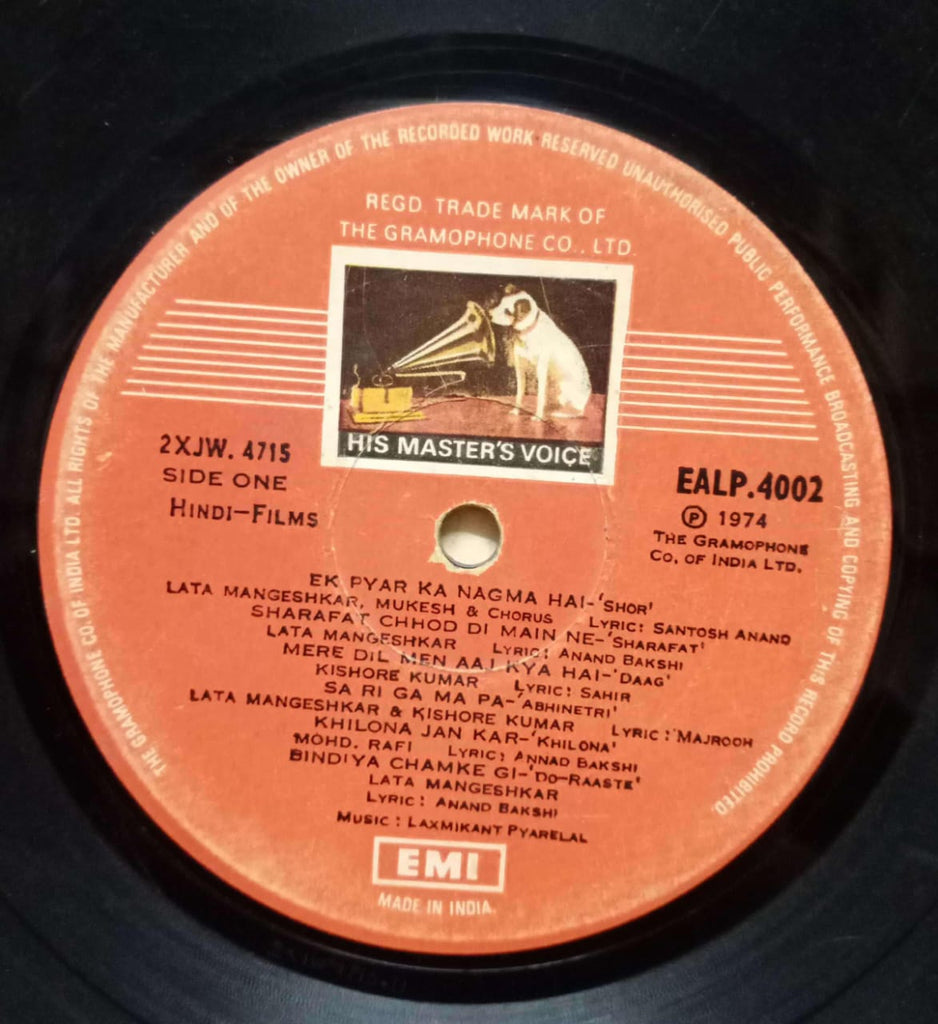 THE GRAMOPHONE CO. OF INDIA LTD. ALL RIGHTS OF THE MANUFACTURER AND OF THE OWNER OF THE RECORDED WORK RESERVED UNAUTHORISED PUBLIC PERFORMANCE BROADCASTING AND COPYING OF THIS RECORD PROHIBITED.
REGD. TRADE MARK OF
THE GRAMOPHONE CO., LTD.
HIS MASTER'S VOICE
2XJW. 4715
SIDE ONE
HINDI-FILMS
EALP.4002
Ⓟ 1974
THE GRAMOPHONE
CO. OF INDIA LTD.
EK PYAR KA NAGMA HAI-'SHOR'
LATA MANGESHKAR, MUKESH & CHORUS LYRIC: SANTOSH ANAND
SHARAFAT CHHOD DI MAIN NE-'SHARAFAT'
LATA MANGESHKAR LYRIC: ANAND BAKSHI
MERE DIL MEN AAJ KYA HAI-'DAAG'
KISHORE KUMAR LYRIC: SAHIR
SA RI GA MA PA-'ABHINETRI'
LATA MANGESHKAR & KISHORE KUMAR LYRIC: MAJROOH
KHILONA JAN KAR-'KHILONA'
MOHD. RAFI LYRIC: ANNAD BAKSHI
BINDIYA CHAMKE GI-'DO-RAASTE'
LATA MANGESHKAR
LYRIC: ANAND BAKSHI
MUSIC: LAXMIKANT PYARELAL
EMI
MADE IN INDIA.